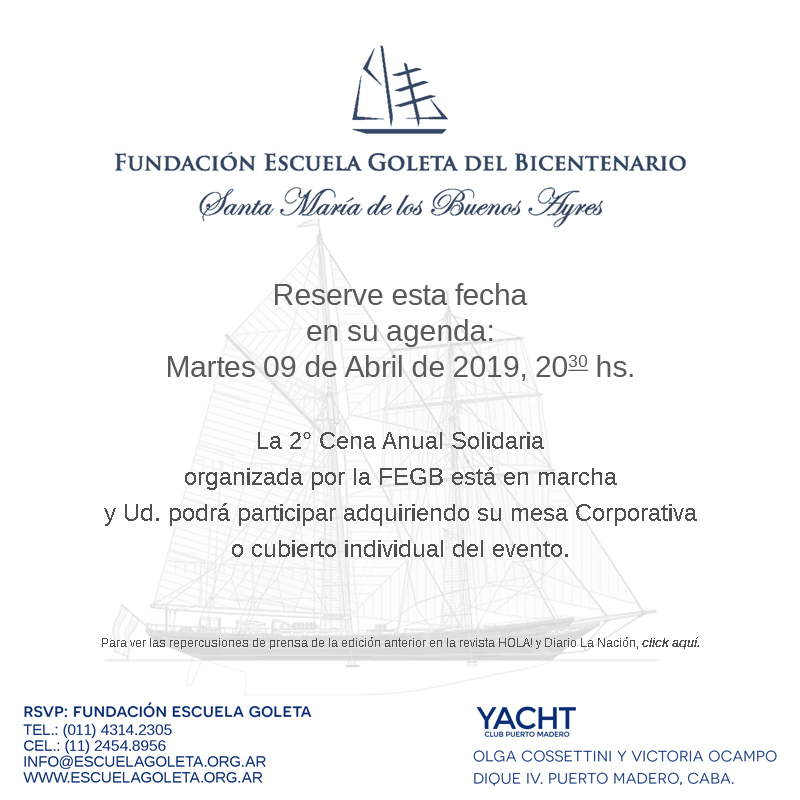 FUNDACIÓN ESCUELA GOLETA DEL BICENTENARIO
Santa María de los Buenos Ayres
Reserve esta fecha
en su agenda:
Martes 09 de Abril de 2019, 20³⁰ hs.
La 2° Cena Anual Solidaria
organizada por la FEGB está en marcha
y Ud. podrá participar adquiriendo su mesa Corporativa
o cubierto individual del evento.
Para ver las repercusiones de prensa de la edición anterior en la revista HOLA! y Diario La Nación, click aquí.
RSVP: FUNDACIÓN ESCUELA GOLETA
TEL.: (011) 4314.2305
CEL.: (11) 2454.8956
INFO@ESCUELAGOLETA.ORG.AR
WWW.ESCUELAGOLETA.ORG.AR
YACHT
CLUB PUERTO MADERO
OLGA COSSETTINI Y VICTORIA OCAMPO
DIQUE IV. PUERTO MADERO, CABA.